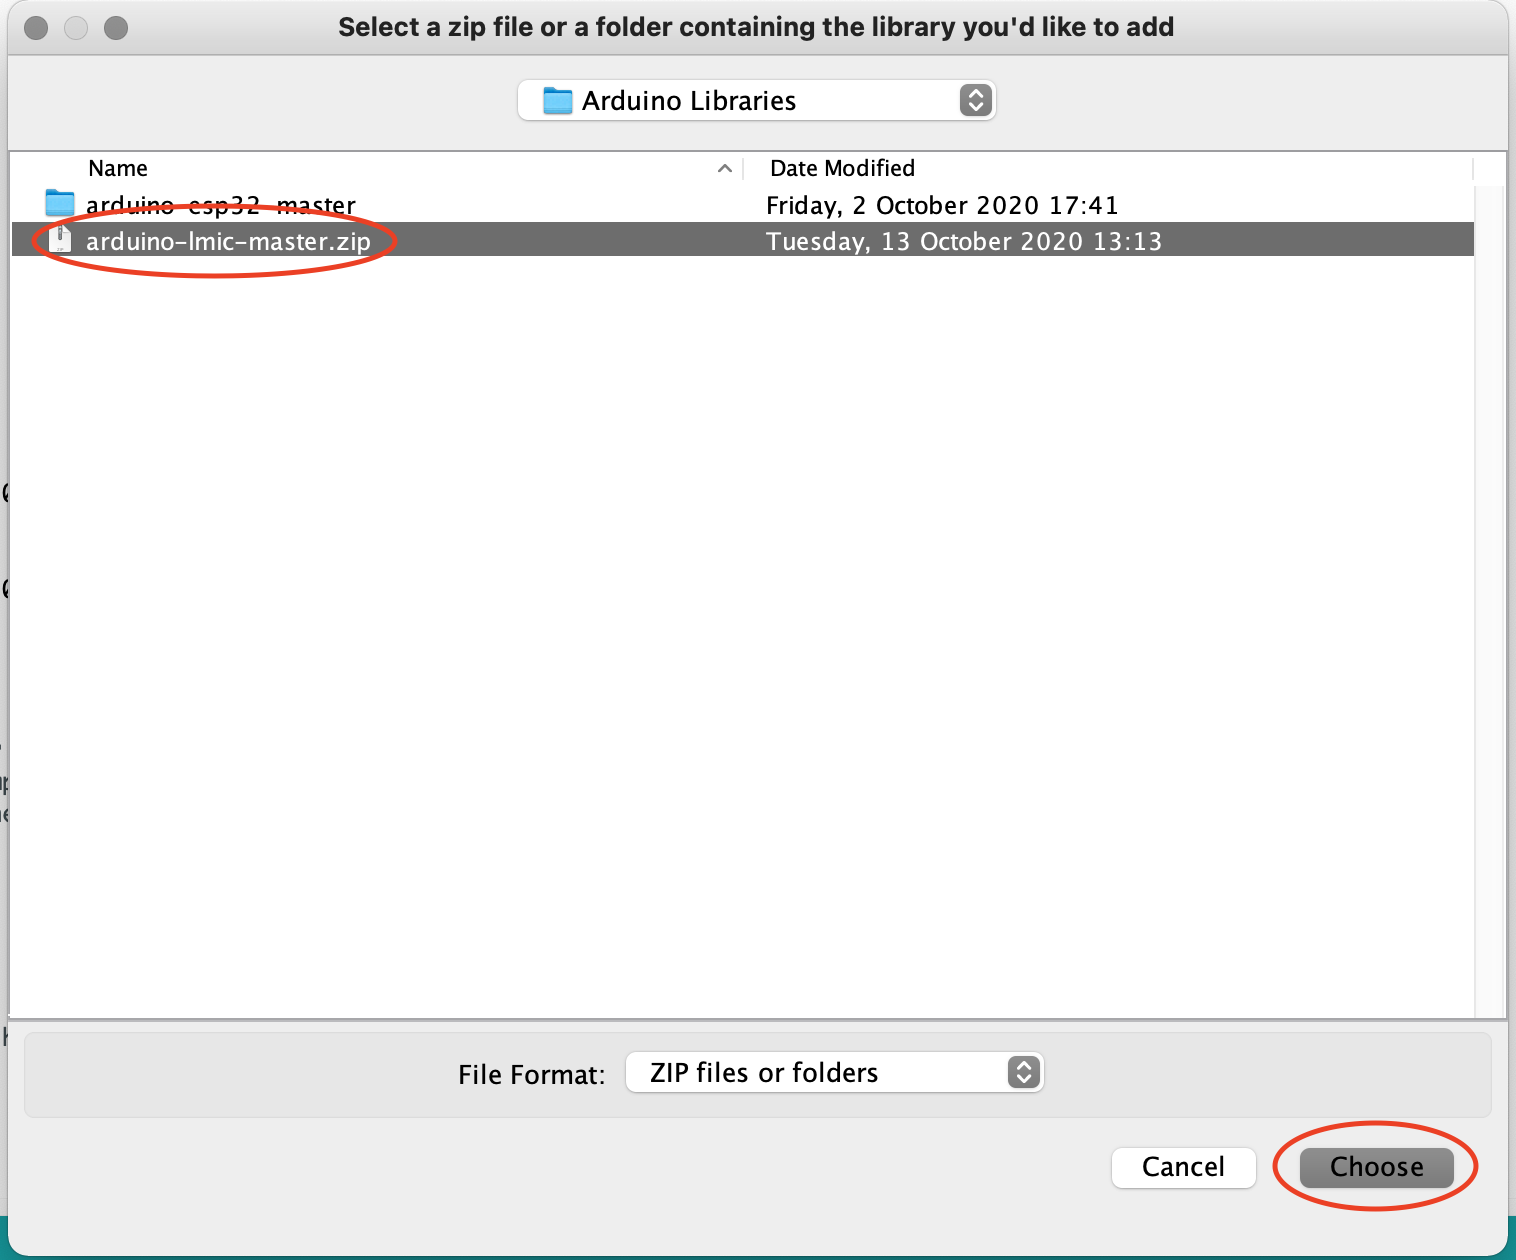 Select a zip file or a folder containing the library you'd like to add
Arduino Libraries
Name Date Modified
arduino-esp32-master Friday, 2 October 2020 17:41
arduino-lmic-master.zip Tuesday, 13 October 2020 13:13
File Format: ZIP files or folders
Cancel Choose